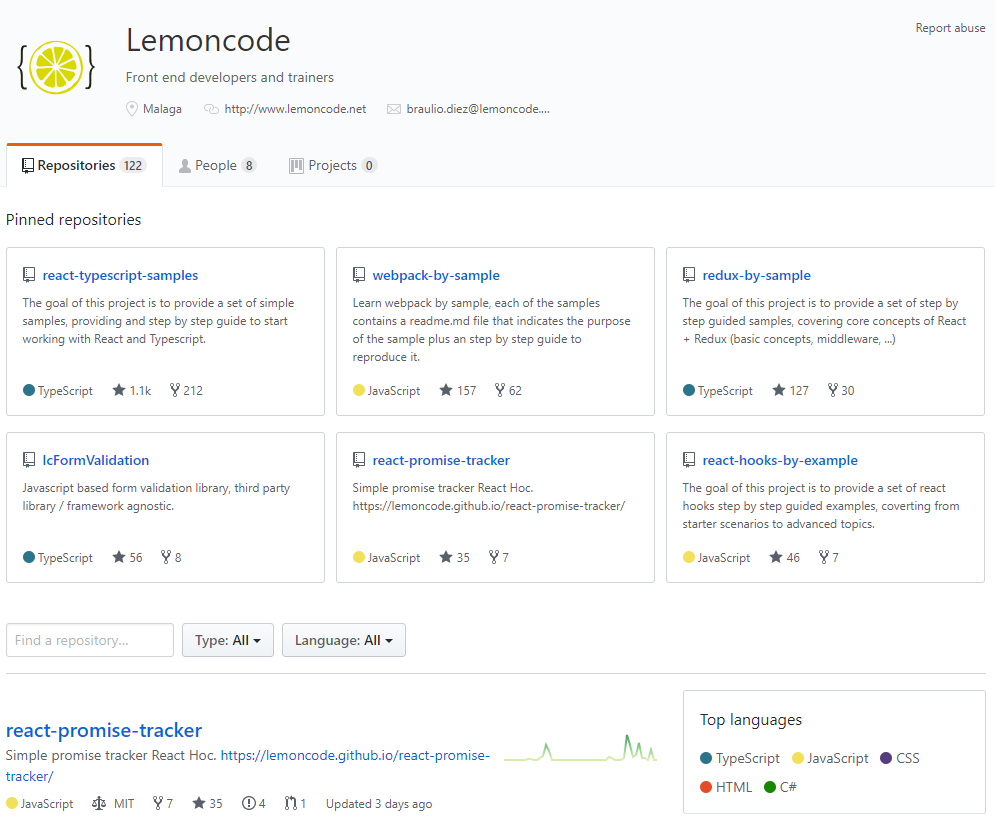 Lemoncode
Report abuse
Front end developers and trainers
Malaga http://www.lemoncode.net braulio.diez@lemoncode....
Repositories 122 People 8 Projects 0
Pinned repositories
react-typescript-samples
The goal of this project is to provide a set of simple
samples, providing and step by step guide to start
working with React and Typescript.
TypeScript 1.1k 212
webpack-by-sample
Learn webpack by sample, each of the samples
contains a readme.md file that indicates the purpose
of the sample plus an step by step guide to
reproduce it.
JavaScript 157 62
redux-by-sample
The goal of this project is to provide a set of step by
step guided samples, covering core concepts of React
+ Redux (basic concepts, middleware, ...)
TypeScript 127 30
lcFormValidation
Javascript based form validation library, third party
library / framework agnostic.
TypeScript 56 8
react-promise-tracker
Simple promise tracker React Hoc.
https://lemoncode.github.io/react-promise-tracker/
JavaScript 35 7
react-hooks-by-example
The goal of this project is to provide a set of react
hooks step by step guided examples, coverting from
starter scenarios to advanced topics.
JavaScript 46 7
Find a repository... Type: All Language: All
react-promise-tracker
Simple promise tracker React Hoc. https://lemoncode.github.io/react-promise-
tracker/
JavaScript MIT 7 35 4 1 Updated 3 days ago
Top languages
TypeScript JavaScript CSS
HTML C#